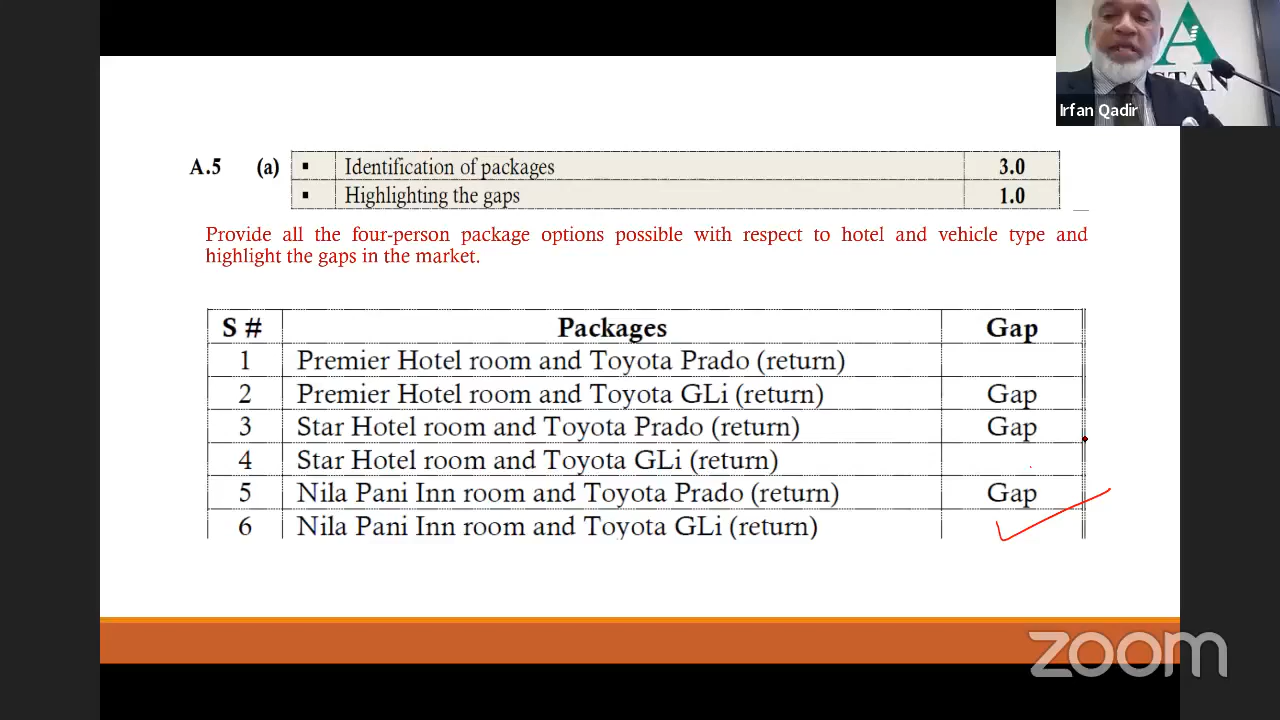 A
STAN
Irfan Qadir
A.5 (a) ▪ Identification of packages 3.0
▪ Highlighting the gaps 1.0
Provide all the four-person package options possible with respect to hotel and vehicle type and
highlight the gaps in the market.
S # Packages Gap
1 Premier Hotel room and Toyota Prado (return)
2 Premier Hotel room and Toyota GLi (return) Gap
3 Star Hotel room and Toyota Prado (return) Gap
4 Star Hotel room and Toyota GLi (return)
5 Nila Pani Inn room and Toyota Prado (return) Gap
6 Nila Pani Inn room and Toyota GLi (return)
zoom